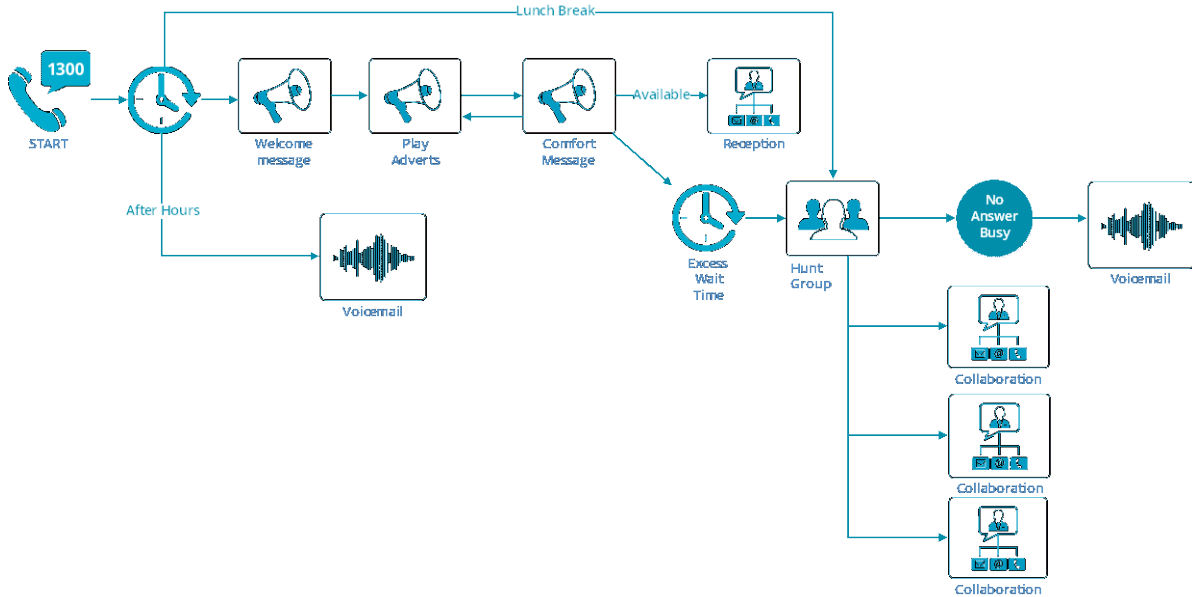 Lunch Break
1300
START
Welcome
message
Play
Adverts
Comfort
Message
Available
Reception
After Hours
Voicemail
Excess
Wait
Time
Hunt
Group
No
Answer
Busy
Voicemail
Collaboration
Collaboration
Collaboration